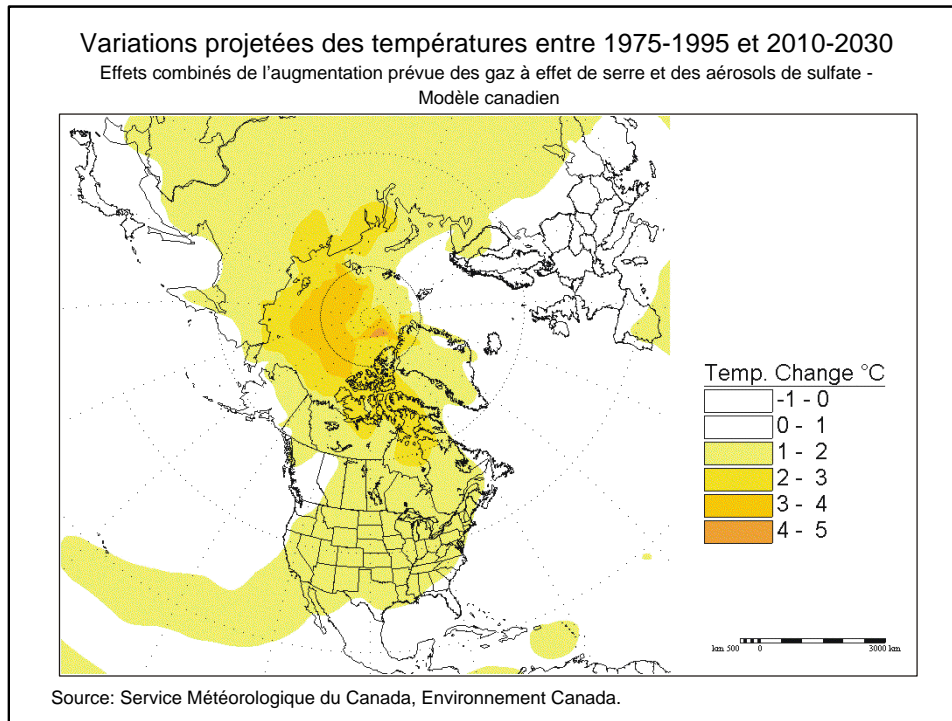 Variations projetées des températures entre 1975-1995 et 2010-2030
Effets combinés de l'augmentation prévue des gaz à effet de serre et des aérosols de sulfate -
Modèle canadien
Temp. Change °C
-1 - 0
0 - 1
1 - 2
2 - 3
3 - 4
4 - 5
km 500 0 3000 km
Source: Service Météorologique du Canada, Environnement Canada.